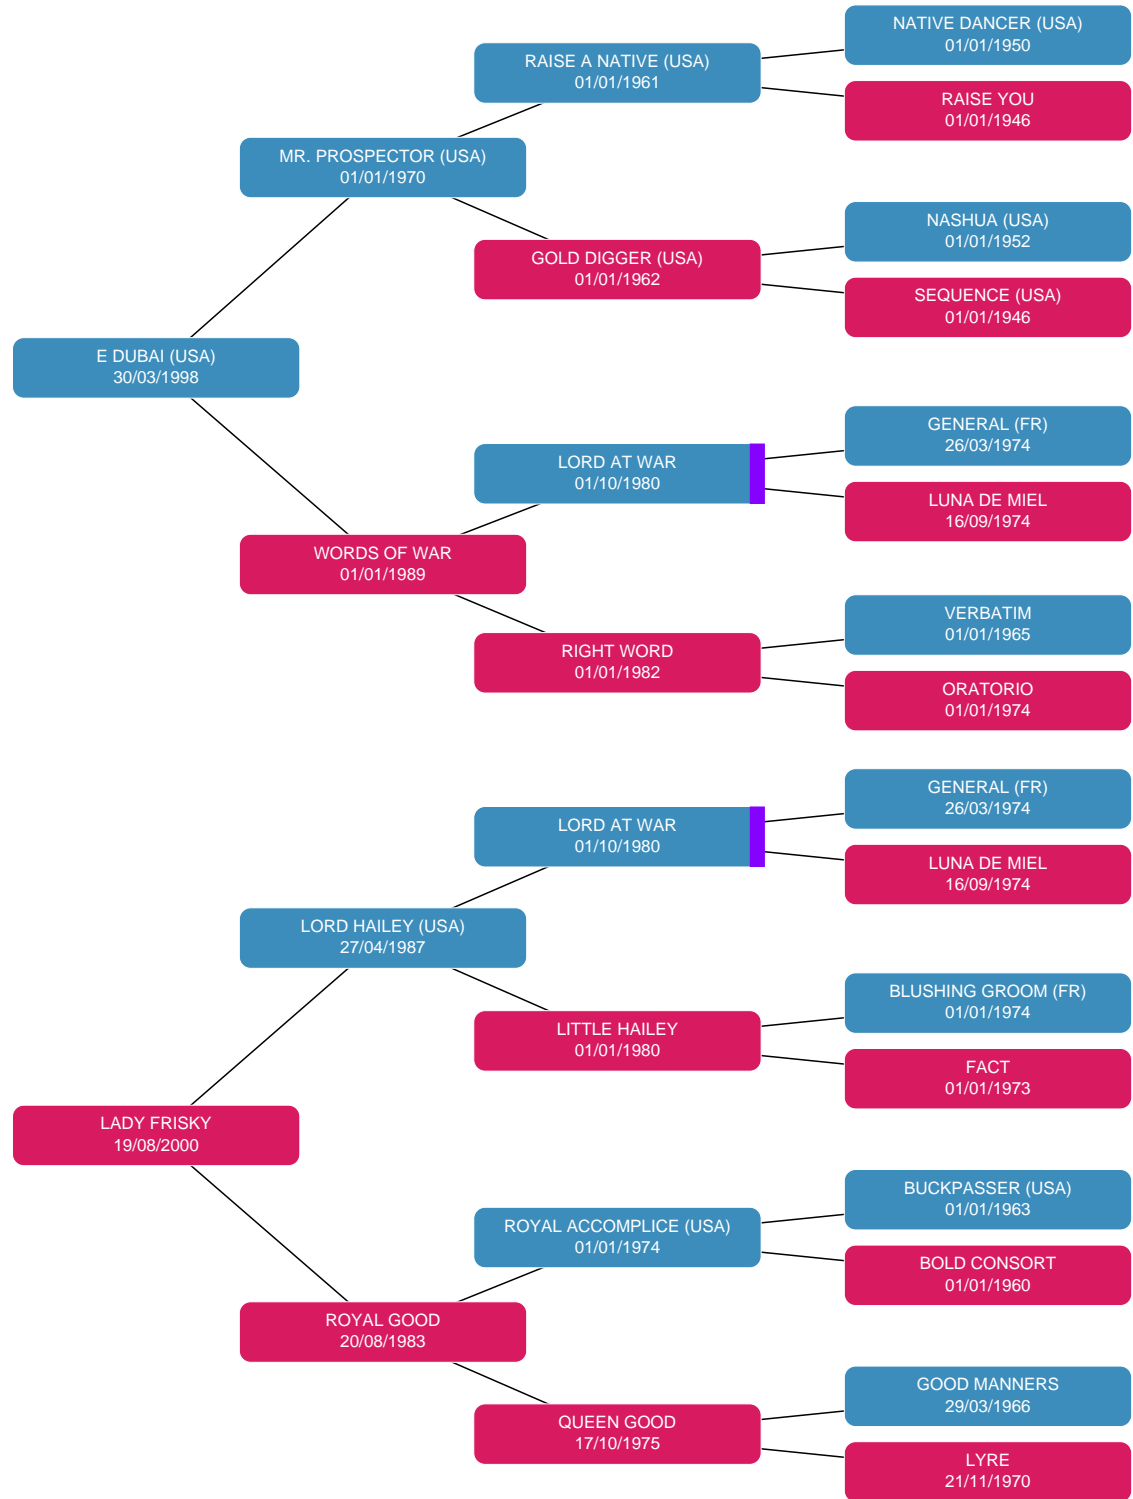 NATIVE DANCER (USA)
01/01/1950
RAISE A NATIVE (USA)
01/01/1961
RAISE YOU
01/01/1946
MR. PROSPECTOR (USA)
01/01/1970
NASHUA (USA)
01/01/1952
GOLD DIGGER (USA)
01/01/1962
SEQUENCE (USA)
01/01/1946
E DUBAI (USA)
30/03/1998
GENERAL (FR)
26/03/1974
LORD AT WAR
01/10/1980
LUNA DE MIEL
16/09/1974
WORDS OF WAR
01/01/1989
VERBATIM
01/01/1965
RIGHT WORD
01/01/1982
ORATORIO
01/01/1974
GENERAL (FR)
26/03/1974
LORD AT WAR
01/10/1980
LUNA DE MIEL
16/09/1974
LORD HAILEY (USA)
27/04/1987
BLUSHING GROOM (FR)
01/01/1974
LITTLE HAILEY
01/01/1980
FACT
01/01/1973
LADY FRISKY
19/08/2000
BUCKPASSER (USA)
01/01/1963
ROYAL ACCOMPLICE (USA)
01/01/1974
BOLD CONSORT
01/01/1960
ROYAL GOOD
20/08/1983
GOOD MANNERS
29/03/1966
QUEEN GOOD
17/10/1975
LYRE
21/11/1970